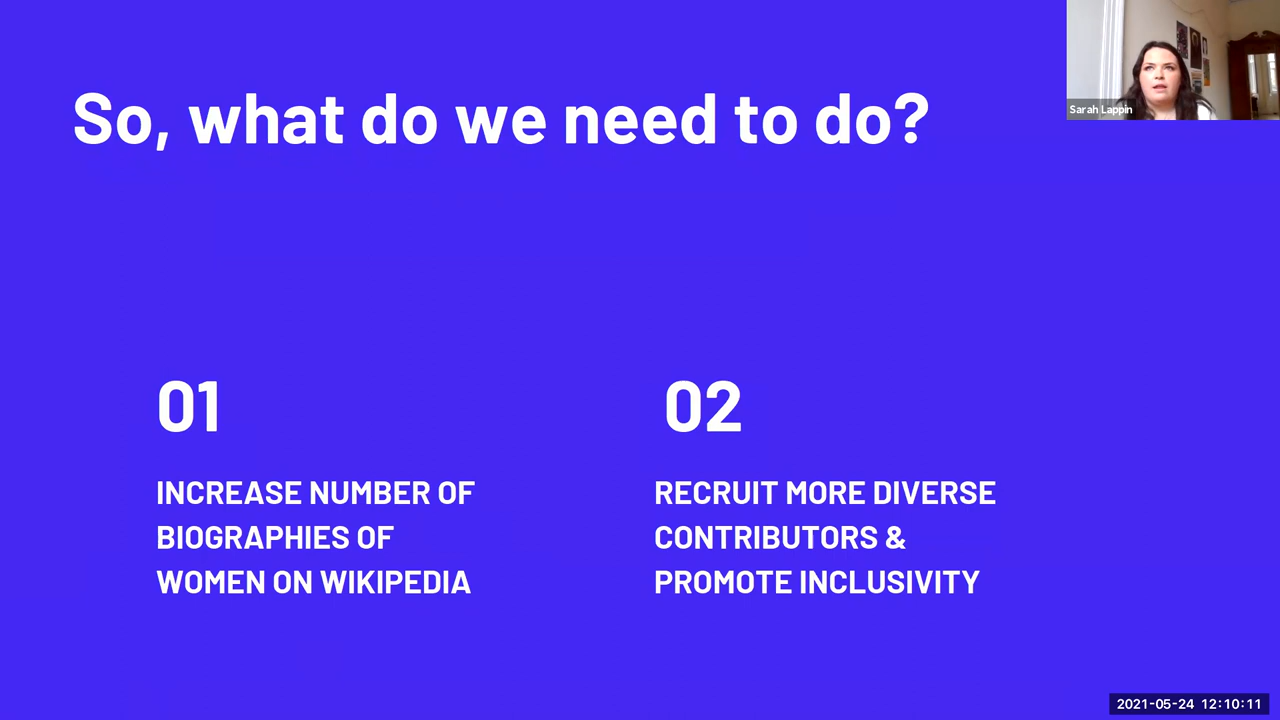 So, what do we need to do?
Sarah Lappin
01
INCREASE NUMBER OF
BIOGRAPHIES OF
WOMEN ON WIKIPEDIA
02
RECRUIT MORE DIVERSE
CONTRIBUTORS &
PROMOTE INCLUSIVITY
2021-05-24 12:10:11